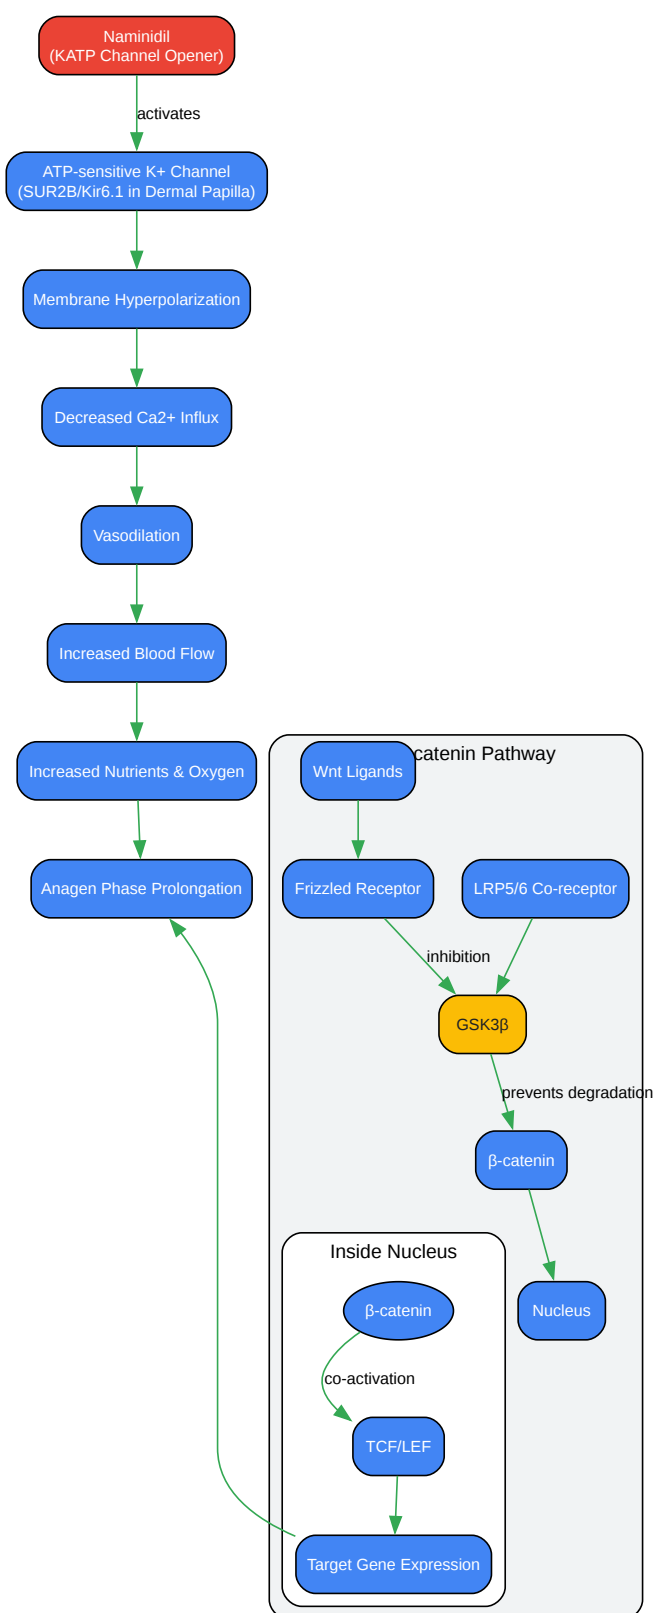 Naminidil
(KATP Channel Opener)
activates
ATP-sensitive K+ Channel
(SUR2B/Kir6.1 in Dermal Papilla)
Membrane Hyperpolarization
Decreased Ca2+ Influx
Vasodilation
Increased Blood Flow
Increased Nutrients & Oxygen
Anagen Phase Prolongation
catenin Pathway
Wnt Ligands
Frizzled Receptor
LRP5/6 Co-receptor
inhibition
GSK3β
prevents degradation
β-catenin
Nucleus
Inside Nucleus
β-catenin
co-activation
TCF/LEF
Target Gene Expression